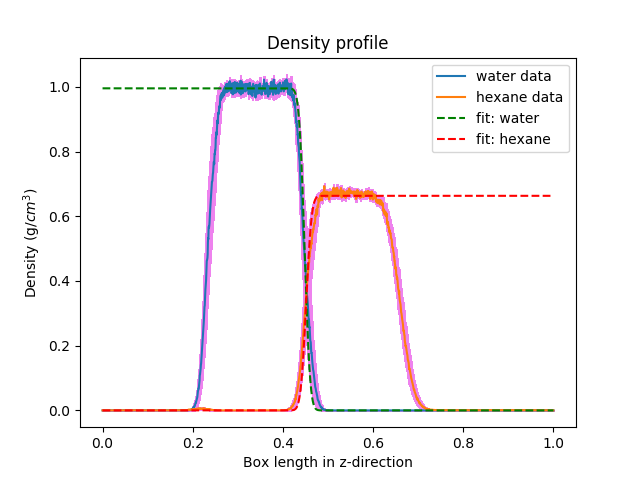 Density profile
water data
hexane data
fit: water
fit: hexane
Density (g/cm³)
1.0
0.8
0.6
0.4
0.2
0.0
0.0 0.2 0.4 0.6 0.8 1.0
Box length in z-direction